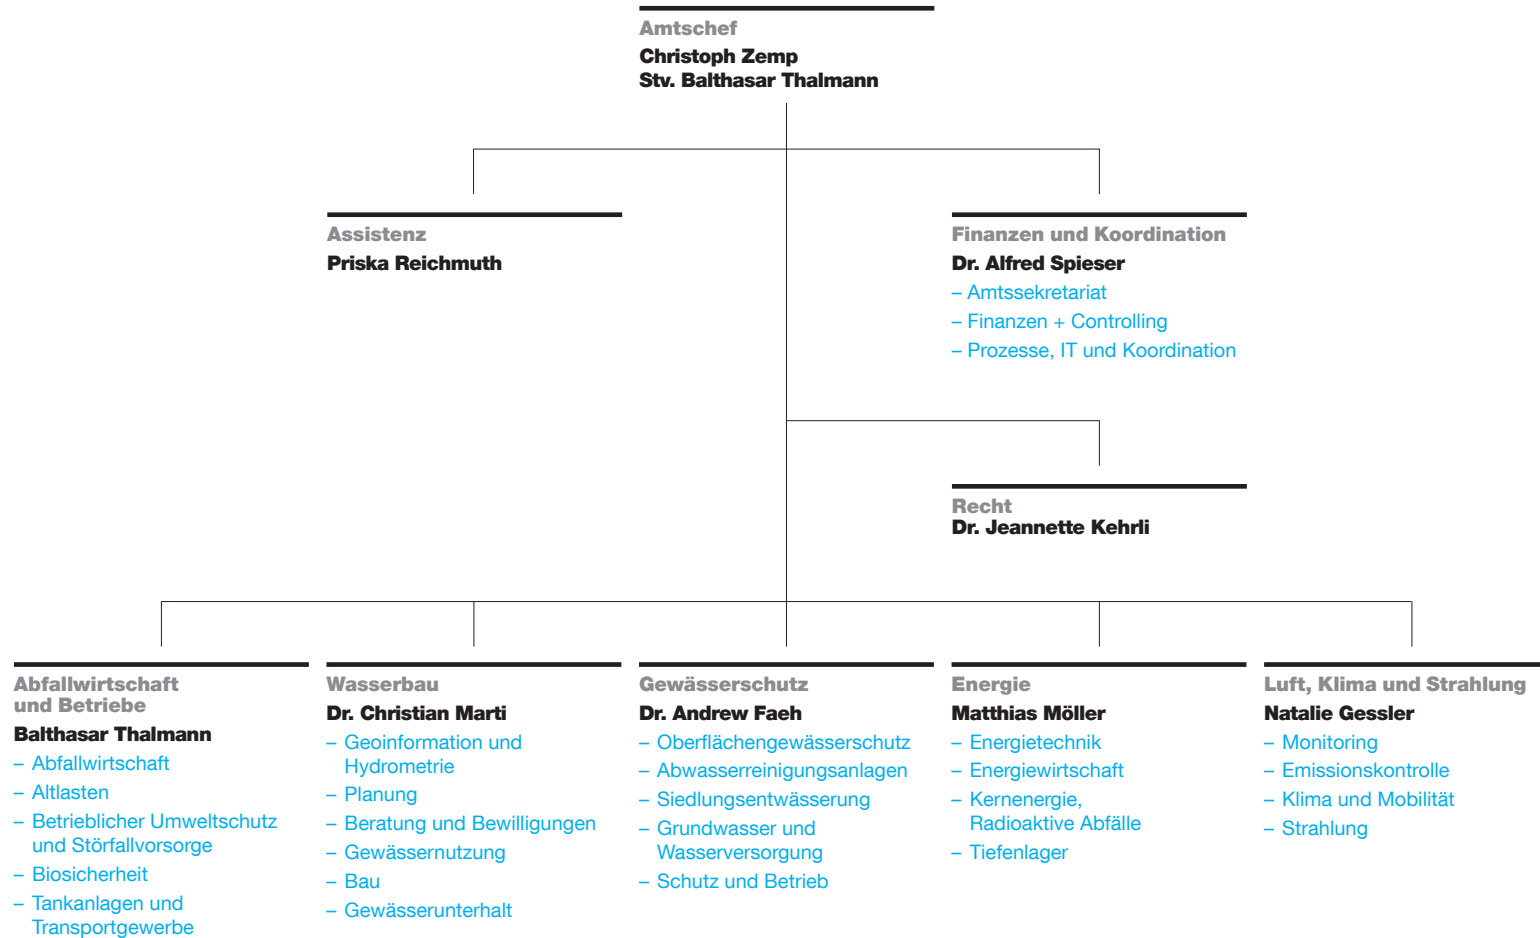 Amtschef
Christoph Zemp
Stv. Balthasar Thalmann
Assistenz
Priska Reichmuth
Finanzen und Koordination
Dr. Alfred Spieser
– Amtssekretariat
– Finanzen + Controlling
– Prozesse, IT und Koordination
Recht
Dr. Jeannette Kehrli
Abfallwirtschaft
und Betriebe
Balthasar Thalmann
– Abfallwirtschaft
– Altlasten
– Betrieblicher Umweltschutz
und Störfallvorsorge
– Biosicherheit
– Tankanlagen und
Transportgewerbe
Wasserbau
Dr. Christian Marti
– Geoinformation und
Hydrometrie
– Planung
– Beratung und Bewilligungen
– Gewässernutzung
– Bau
– Gewässerunterhalt
Gewässerschutz
Dr. Andrew Faeh
– Oberflächengewässerschutz
– Abwasserreinigungsanlagen
– Siedlungsentwässerung
– Grundwasser und
Wasserversorgung
– Schutz und Betrieb
Energie
Matthias Möller
– Energietechnik
– Energiewirtschaft
– Kernenergie,
Radioaktive Abfälle
– Tiefenlager
Luft, Klima und Strahlung
Natalie Gessler
– Monitoring
– Emissionskontrolle
– Klima und Mobilität
– Strahlung